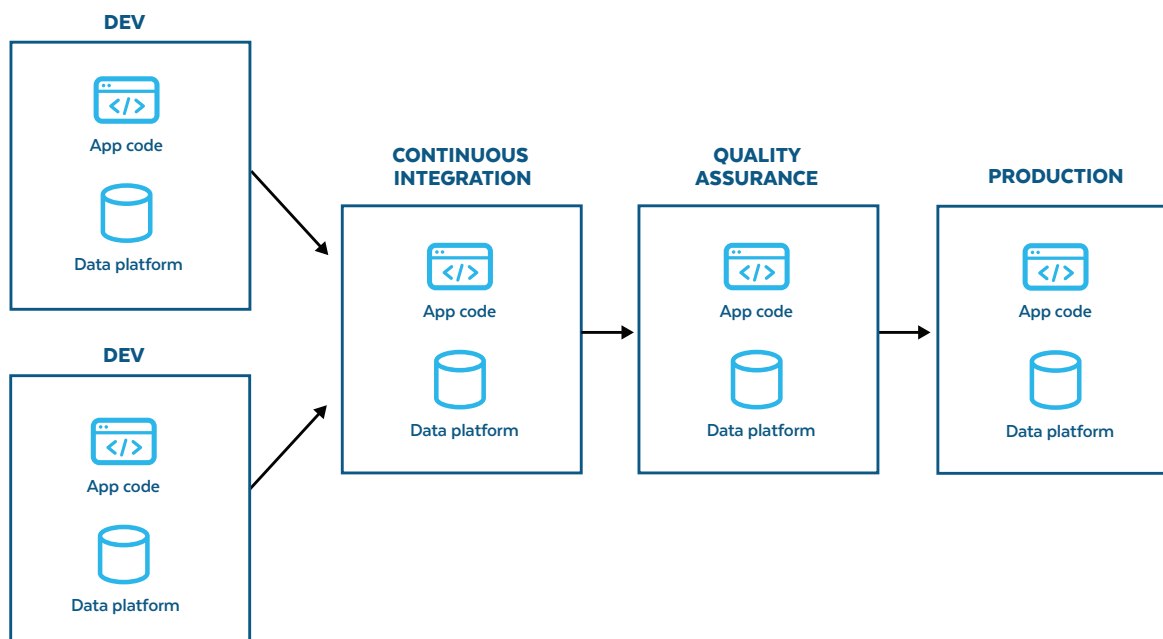 DEV
</>
App code
Data platform
DEV
</>
App code
Data platform
CONTINUOUS
INTEGRATION
</>
App code
Data platform
QUALITY
ASSURANCE
</>
App code
Data platform
PRODUCTION
</>
App code
Data platform